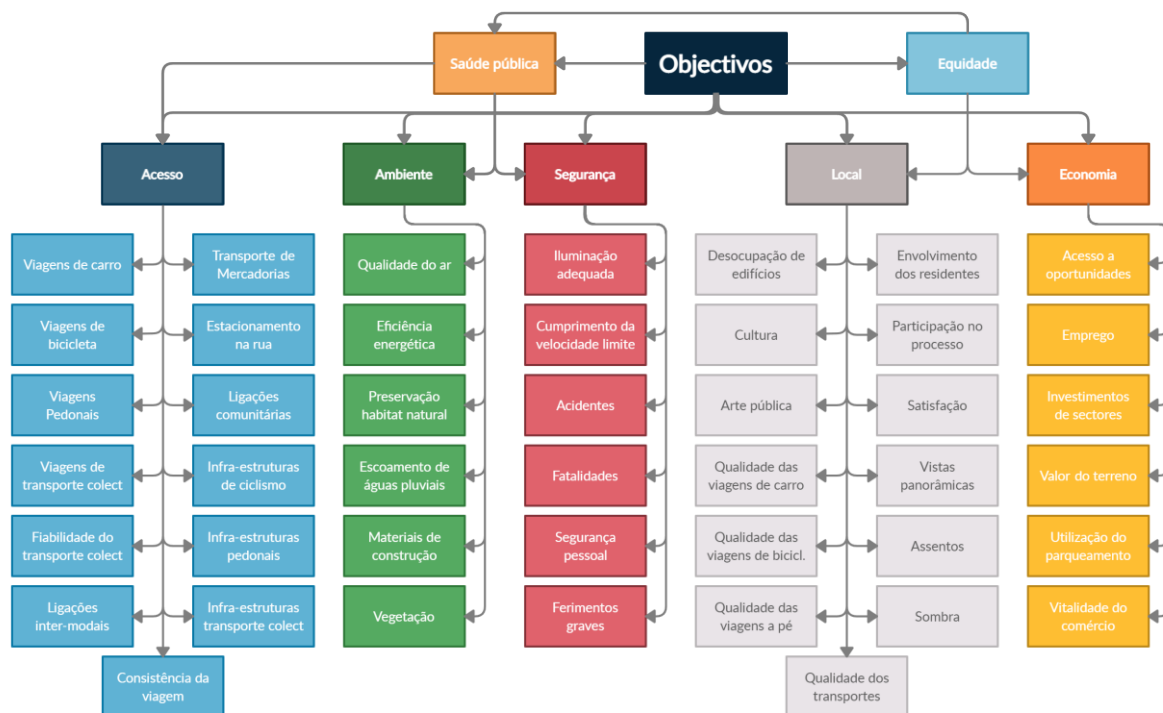 Saúde pública
Objectivos
Equidade
Acesso
Ambiente
Segurança
Local
Economia
Viagens de carro
Transporte de
Mercadorias
Viagens de
bicicleta
Estacionamento
na rua
Viagens
Pedonais
Ligações
comunitárias
Viagens de
transporte colect
Infra-estruturas
de ciclismo
Fiabilidade do
transporte colect
Infra-estruturas
pedonais
Ligações
inter-modais
Infra-estruturas
transporte colect
Consistência da
viagem
Qualidade do ar
Eficiência
energética
Preservação
habitat natural
Escoamento de
águas pluviais
Materiais de
construção
Vegetação
Iluminação
adequada
Cumprimento da
velocidade limite
Acidentes
Fatalidades
Segurança
pessoal
Ferimentos
graves
Desocupação de
edifícios
Envolvimento
dos residentes
Cultura
Participação no
processo
Arte pública
Satisfação
Qualidade das
viagens de carro
Vistas
panorâmicas
Qualidade das
viagens de bicicl.
Assentos
Qualidade das
viagens a pé
Sombra
Qualidade dos
transportes
Acesso a
oportunidades
Emprego
Investimentos
de sectores
Valor do terreno
Utilização do
parqueamento
Vitalidade do
comércio